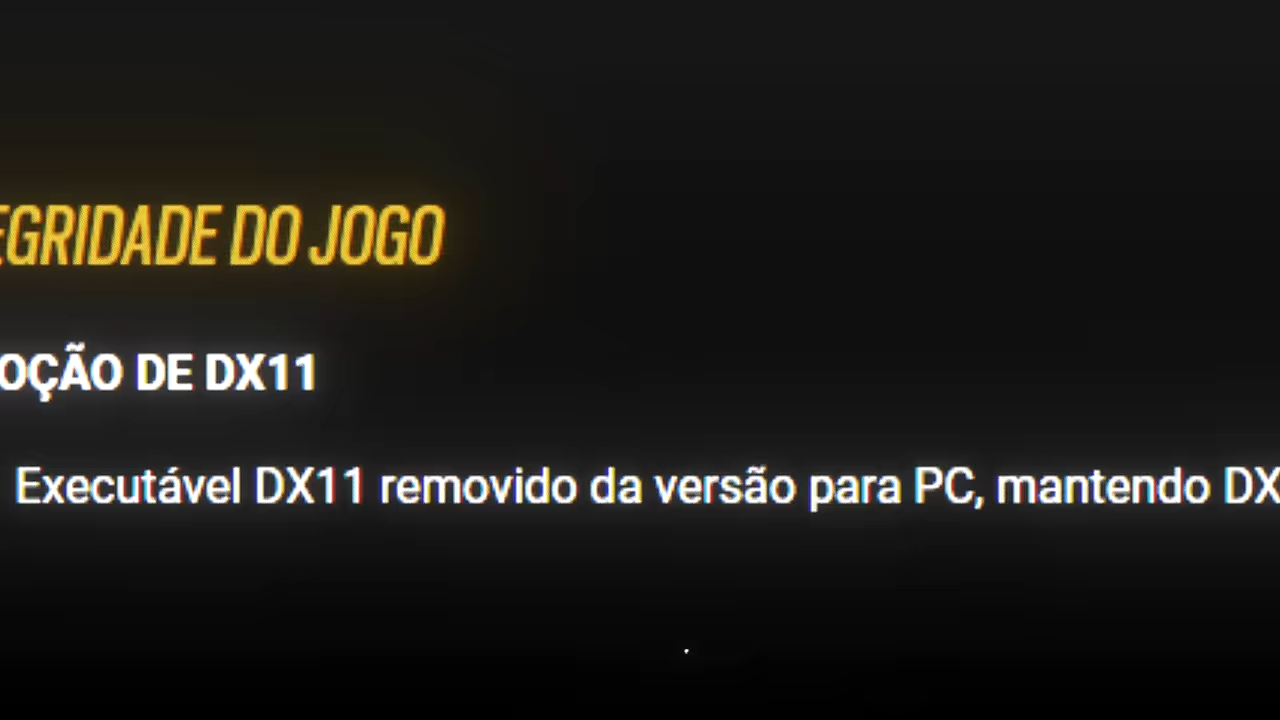 EGRIDADE DO JOGO
OÇÃO DE DX11
Executável DX11 removido da versão para PC, mantendo DX